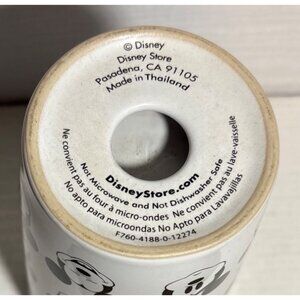 © Disney
Disney Store
Pasadena, CA 91105
Made in Thailand
DisneyStore.com
Not Microwave and Not Dishwasher Safe
Ne convient pas au four à micro-ondes Ne convient pas au lave-vaisselle
No apto para microondas No Apto para Lavavajillas
F760-4188-0-12274